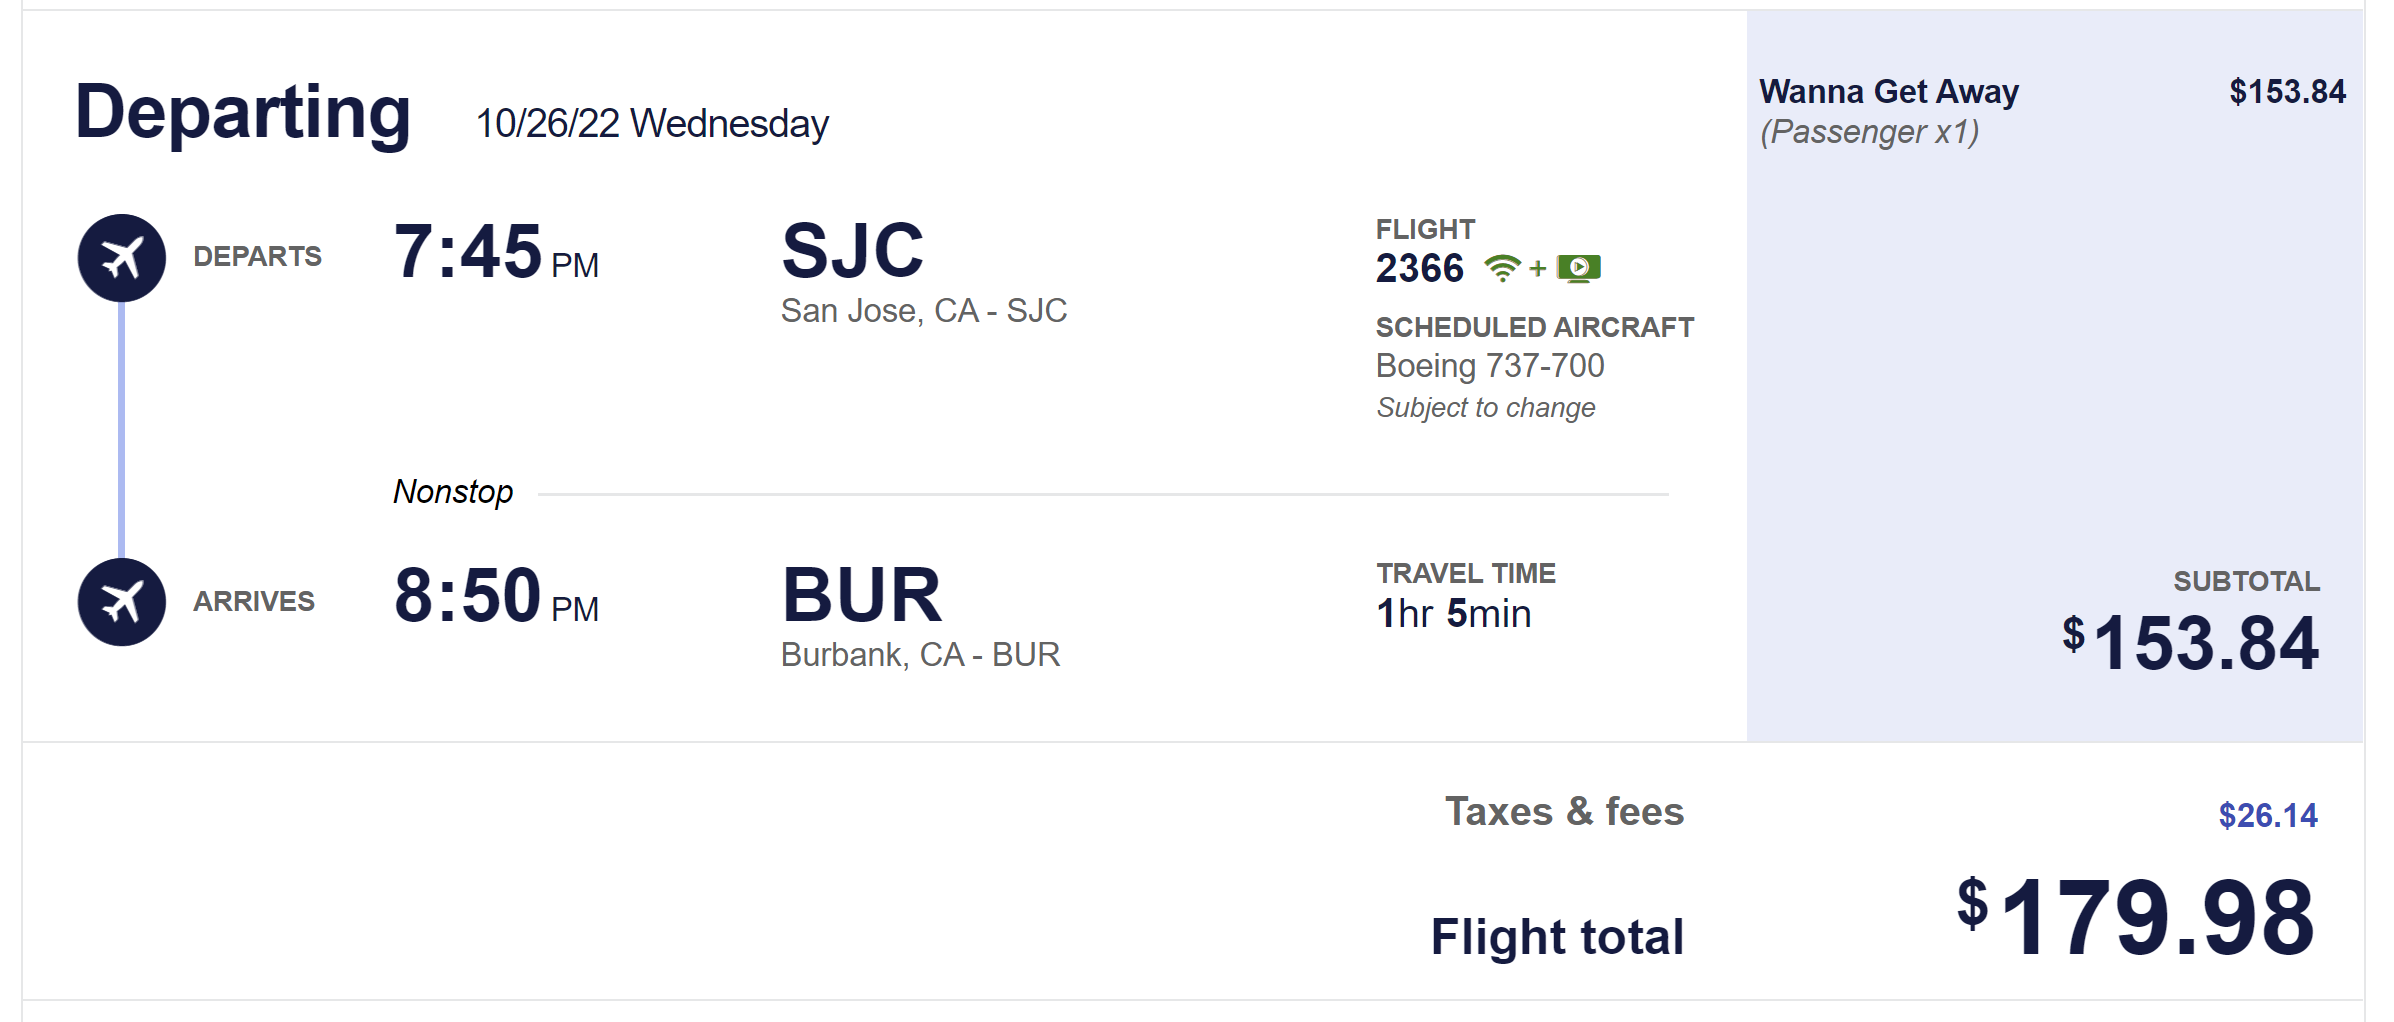 Departing 10/26/22 Wednesday
Wanna Get Away $153.84
(Passenger x1)
DEPARTS 7:45 PM SJC
San Jose, CA - SJC
FLIGHT
2366 +
SCHEDULED AIRCRAFT
Boeing 737-700
Subject to change
Nonstop
ARRIVES 8:50 PM BUR
Burbank, CA - BUR
TRAVEL TIME
1hr 5min
SUBTOTAL
$153.84
Taxes & fees $26.14
Flight total $179.98